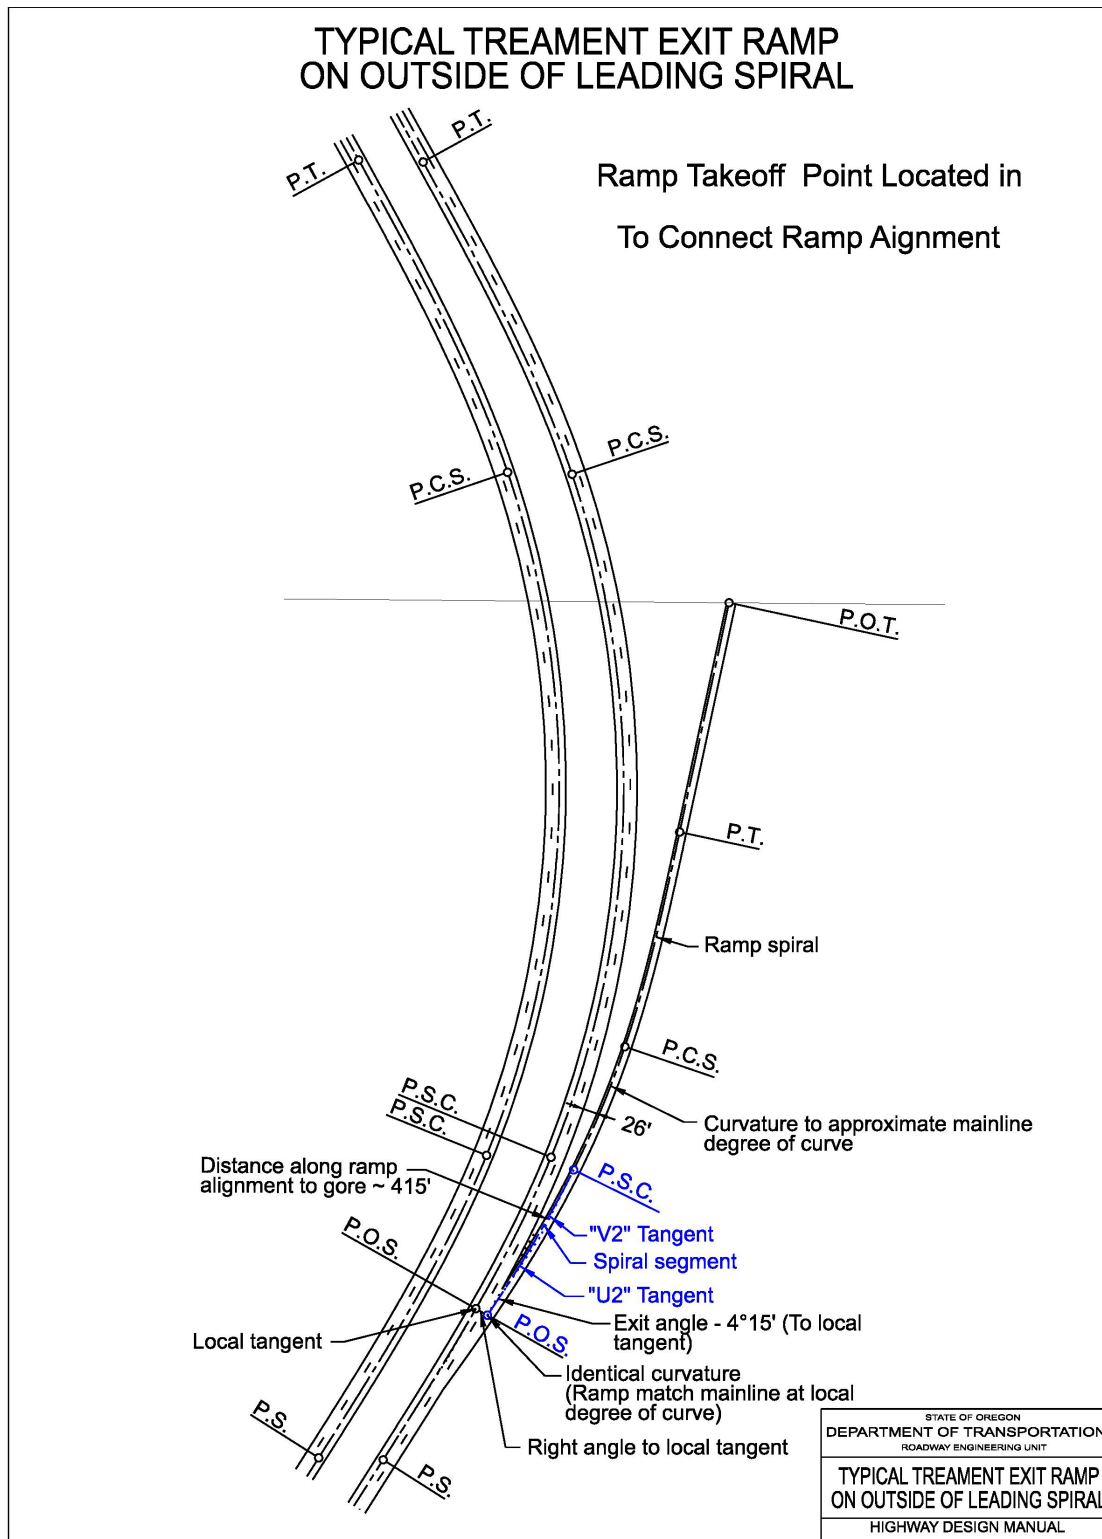 TYPICAL TREAMENT EXIT RAMP
ON OUTSIDE OF LEADING SPIRAL
P.T.
P.T.
Ramp Takeoff Point Located in
To Connect Ramp Aignment
P.C.S.
P.C.S.
P.O.T.
P.T.
Ramp spiral
P.C.S.
P.S.C.
P.S.C.
26'
Curvature to approximate mainline
degree of curve
Distance along ramp
alignment to gore ~ 415'
P.S.C.
P.O.S.
"V2" Tangent
Spiral segment
"U2" Tangent
Exit angle - 4°15' (To local
tangent)
P.O.S.
Local tangent
Identical curvature
(Ramp match mainline at local
degree of curve)
P.S.
Right angle to local tangent
P.S.
STATE OF OREGON
DEPARTMENT OF TRANSPORTATION
ROADWAY ENGINEERING UNIT
TYPICAL TREAMENT EXIT RAMP
ON OUTSIDE OF LEADING SPIRAL
HIGHWAY DESIGN MANUAL